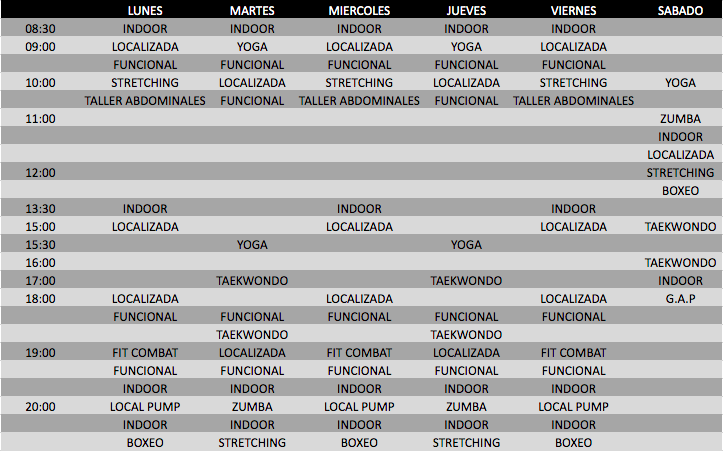 LUNES MARTES MIERCOLES JUEVES VIERNES SABADO
08:30 INDOOR INDOOR INDOOR INDOOR INDOOR
09:00 LOCALIZADA YOGA LOCALIZADA YOGA LOCALIZADA
FUNCIONAL FUNCIONAL FUNCIONAL FUNCIONAL FUNCIONAL
10:00 STRETCHING LOCALIZADA STRETCHING LOCALIZADA STRETCHING YOGA
TALLER ABDOMINALES FUNCIONAL TALLER ABDOMINALES FUNCIONAL TALLER ABDOMINALES
11:00 ZUMBA
INDOOR
LOCALIZADA
12:00 STRETCHING
BOXEO
13:30 INDOOR INDOOR INDOOR
15:00 LOCALIZADA LOCALIZADA LOCALIZADA TAEKWONDO
15:30 YOGA YOGA
16:00 TAEKWONDO
17:00 TAEKWONDO TAEKWONDO INDOOR
18:00 LOCALIZADA LOCALIZADA LOCALIZADA G.A.P
FUNCIONAL FUNCIONAL FUNCIONAL FUNCIONAL FUNCIONAL
TAEKWONDO TAEKWONDO
19:00 FIT COMBAT LOCALIZADA FIT COMBAT LOCALIZADA FIT COMBAT
FUNCIONAL FUNCIONAL FUNCIONAL FUNCIONAL FUNCIONAL
INDOOR INDOOR INDOOR INDOOR INDOOR
20:00 LOCAL PUMP ZUMBA LOCAL PUMP ZUMBA LOCAL PUMP
INDOOR INDOOR INDOOR INDOOR INDOOR
BOXEO STRETCHING BOXEO STRETCHING BOXEO